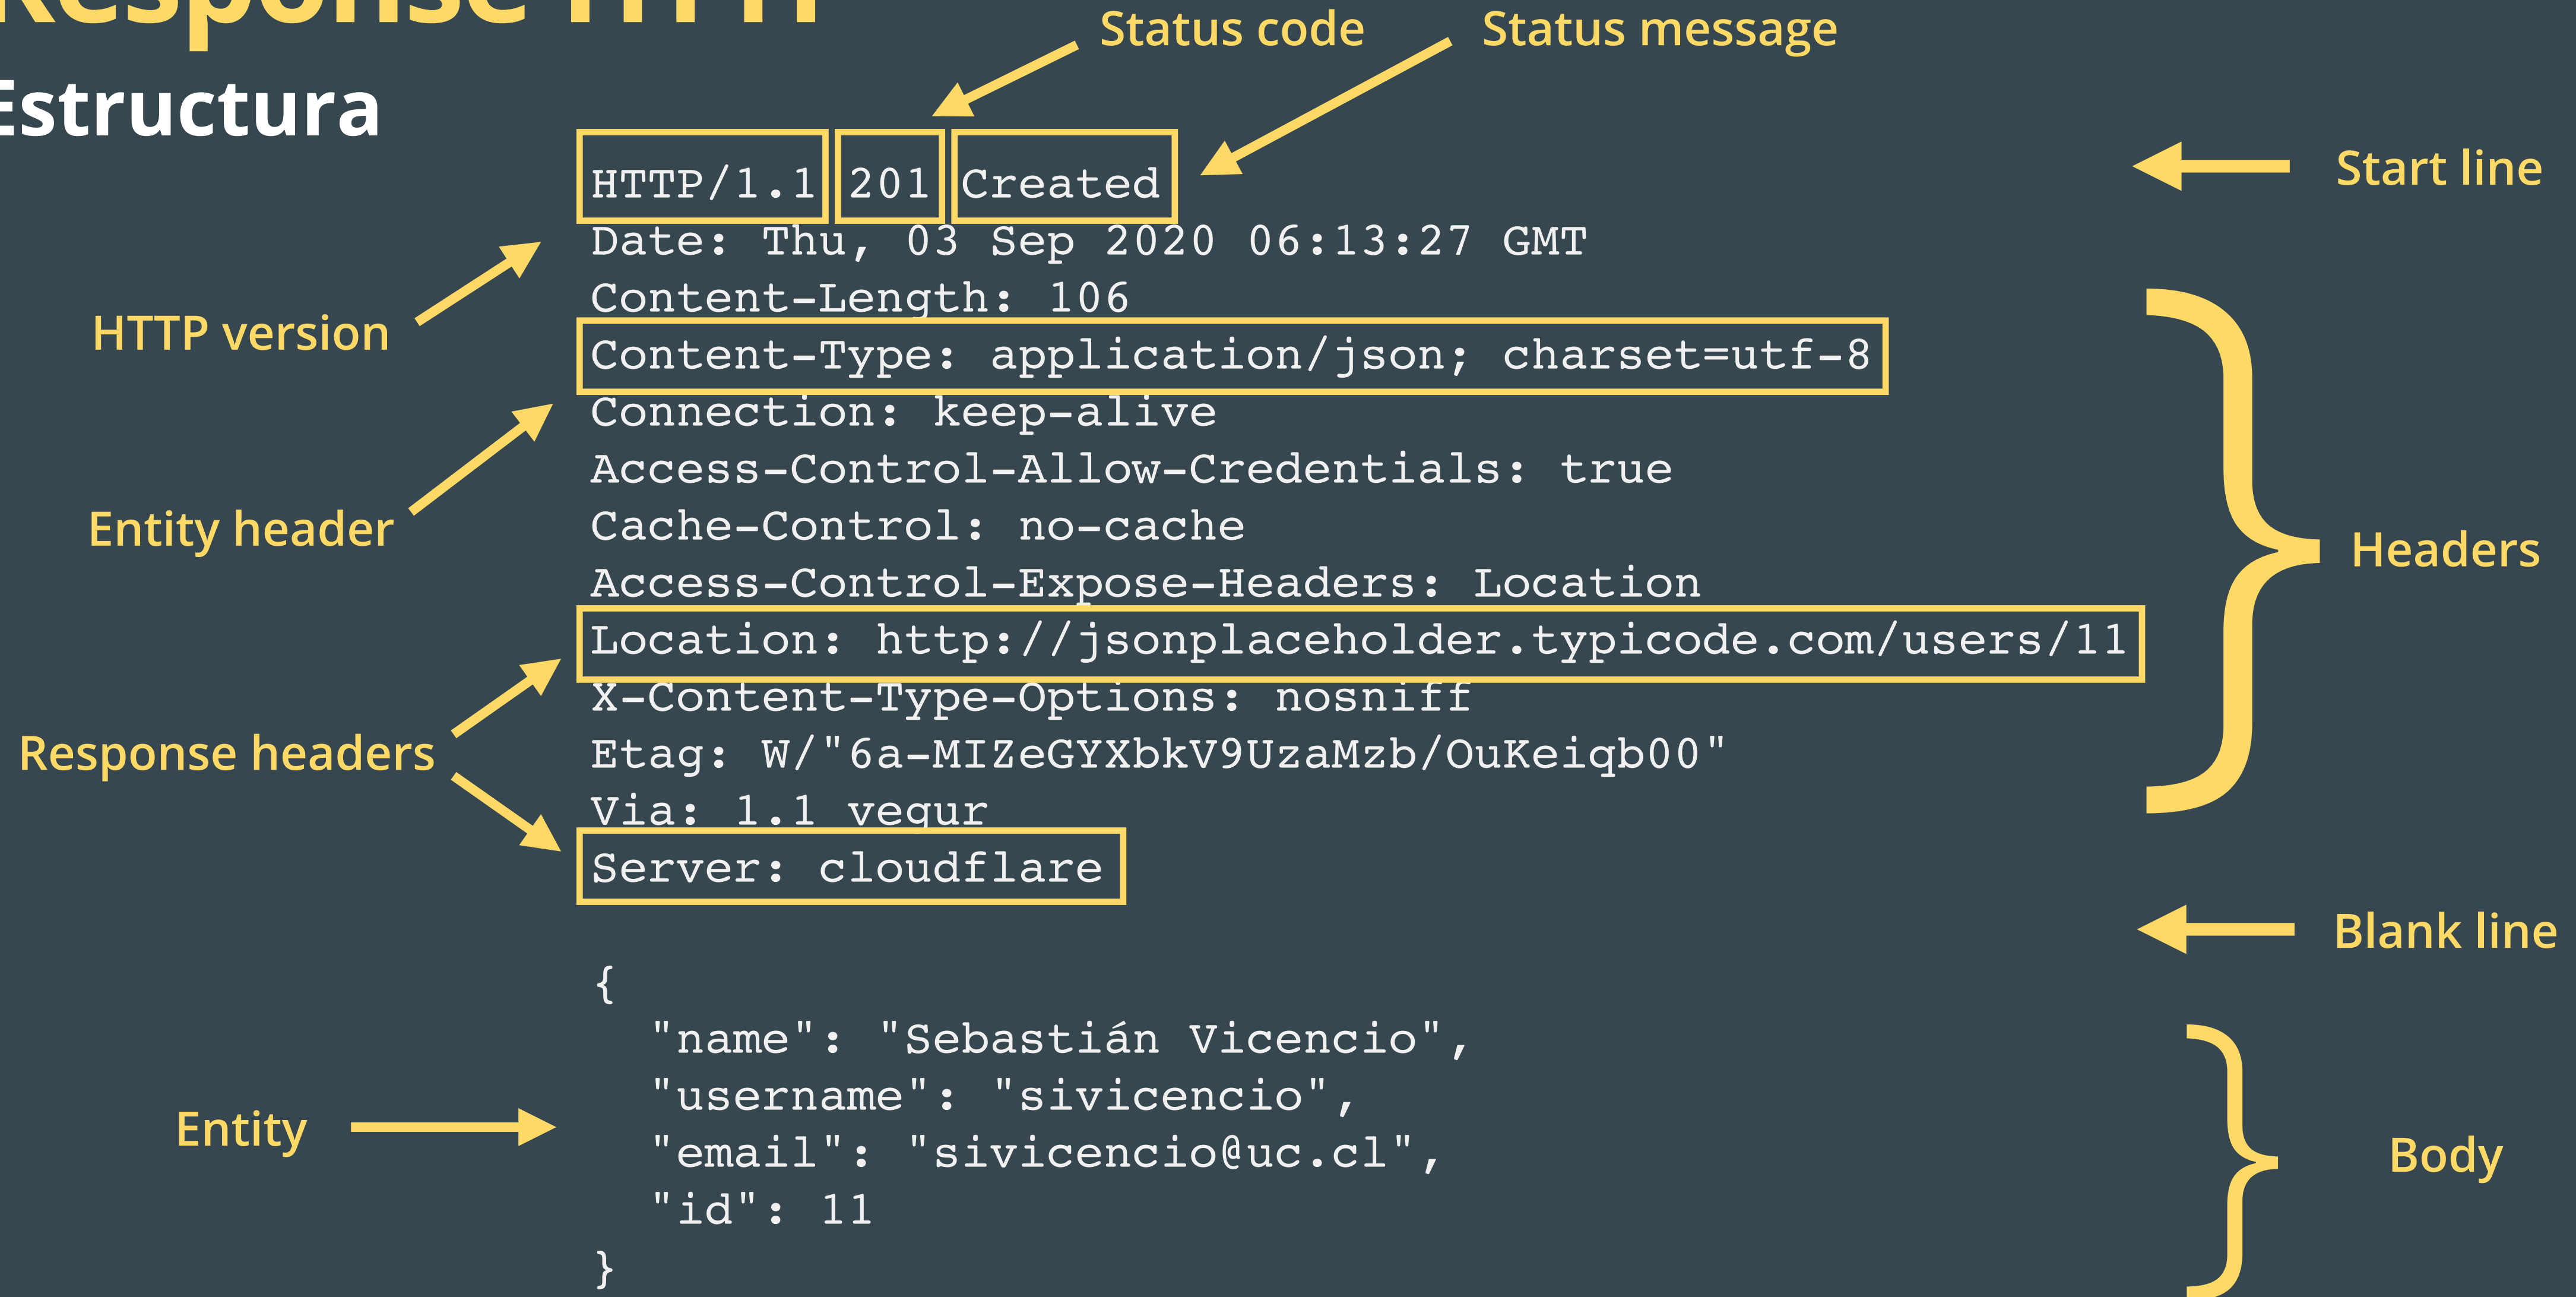 Response HTTP
Estructura
Status code
Status message
HTTP/1.1 201 Created
Start line
Date: Thu, 03 Sep 2020 06:13:27 GMT
Content-Length: 106
HTTP version
Content-Type: application/json; charset=utf-8
Connection: keep-alive
Access-Control-Allow-Credentials: true
Entity header
Cache-Control: no-cache
Headers
Access-Control-Expose-Headers: Location
Location: http://jsonplaceholder.typicode.com/users/11
X-Content-Type-Options: nosniff
Response headers
Etag: W/"6a-MIZeGYXbkV9UzaMzb/OuKeiqb00"
Via: 1.1 vegur
Server: cloudflare
Blank line
{
"name": "Sebastián Vicencio",
"username": "sivicencio",
Entity
"email": "sivicencio@uc.cl",
Body
"id": 11
}